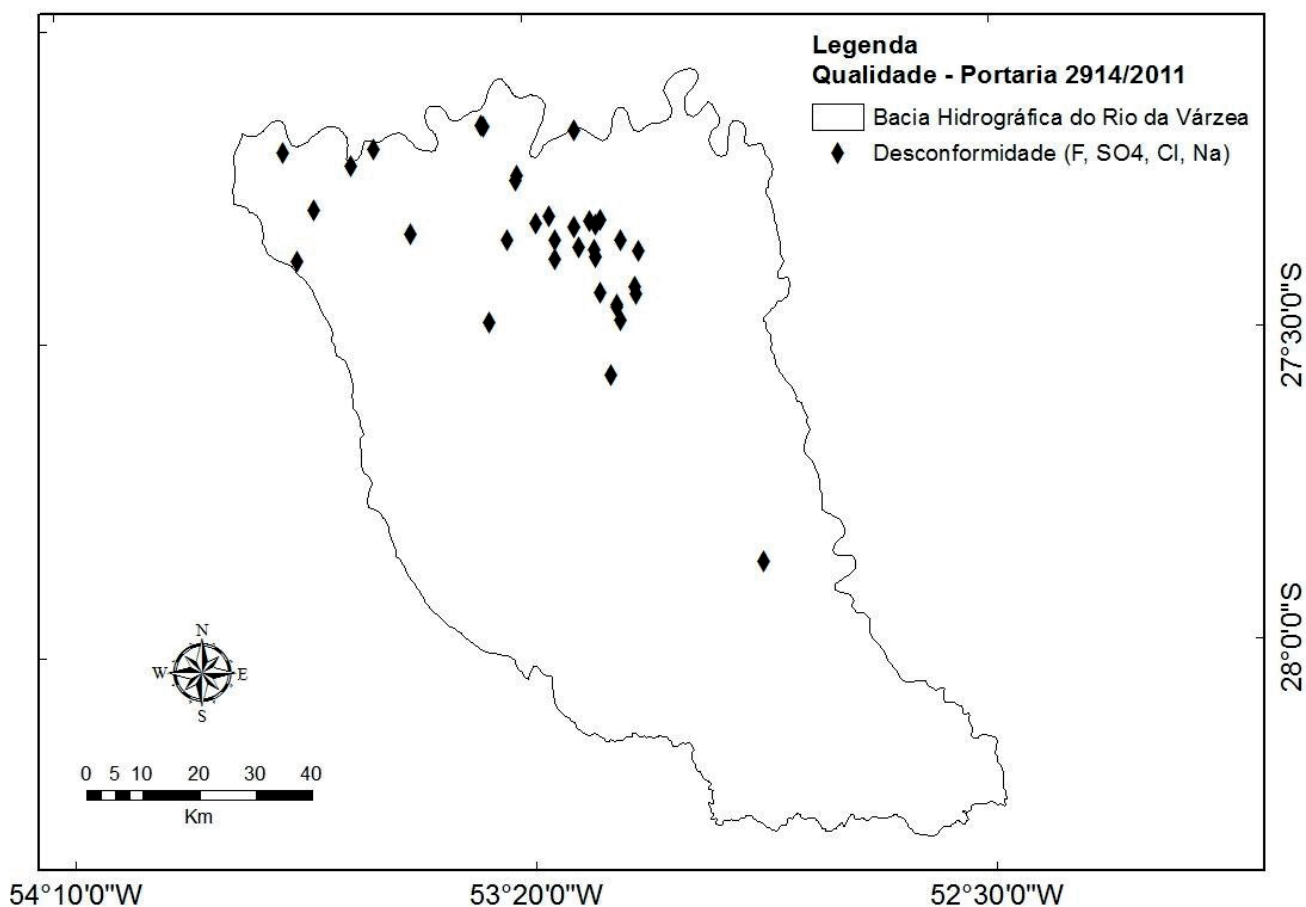 Legenda
Qualidade - Portaria 2914/2011
Bacia Hidrográfica do Rio da Várzea
Desconformidade (F, SO4, Cl, Na)
27°30'0"S
28°0'0"S
N
W E
S
0 5 10 20 30 40
Km
54°10'0"W 53°20'0"W 52°30'0"W